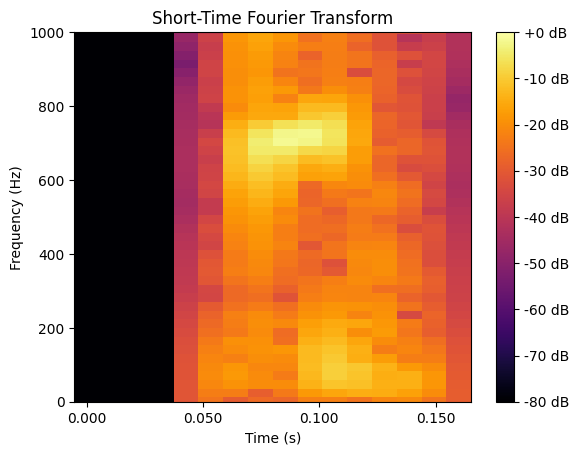 Short-Time Fourier Transform
1000
800
600
400
200
0
Frequency (Hz)
0.000
0.050
0.100
0.150
Time (s)
+0 dB
-10 dB
-20 dB
-30 dB
-40 dB
-50 dB
-60 dB
-70 dB
-80 dB